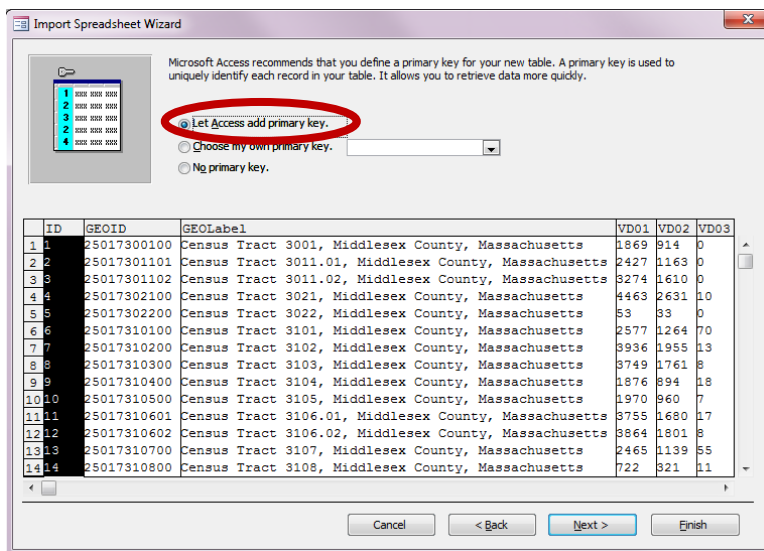 Import Spreadsheet Wizard
x
Microsoft Access recommends that you define a primary key for your new table. A primary key is used to
uniquely identify each record in your table. It allows you to retrieve data more quickly.
1 xxx xxx xxx
2 xxx xxx xxx
3 xxx xxx xxx
2 xxx xxx xxx
4 xxx xxx xxx
Let Access add primary key.
Choose my own primary key.
No primary key.
ID GEOID GEOLabel VD01 VD02 VD03
1 1 25017300100 Census Tract 3001, Middlesex County, Massachusetts 1869 914 0
2 2 25017301101 Census Tract 3011.01, Middlesex County, Massachusetts 2427 1163 0
3 3 25017301102 Census Tract 3011.02, Middlesex County, Massachusetts 3274 1610 0
4 4 25017302100 Census Tract 3021, Middlesex County, Massachusetts 4463 2631 10
5 5 25017302200 Census Tract 3022, Middlesex County, Massachusetts 53 33 0
6 6 25017310100 Census Tract 3101, Middlesex County, Massachusetts 2577 1264 70
7 7 25017310200 Census Tract 3102, Middlesex County, Massachusetts 3936 1955 13
8 8 25017310300 Census Tract 3103, Middlesex County, Massachusetts 3749 1761 8
9 9 25017310400 Census Tract 3104, Middlesex County, Massachusetts 1876 894 18
10 10 25017310500 Census Tract 3105, Middlesex County, Massachusetts 1970 960 7
11 11 25017310601 Census Tract 3106.01, Middlesex County, Massachusetts 3755 1680 17
12 12 25017310602 Census Tract 3106.02, Middlesex County, Massachusetts 3864 1801 8
13 13 25017310700 Census Tract 3107, Middlesex County, Massachusetts 2465 1139 55
14 14 25017310800 Census Tract 3108, Middlesex County, Massachusetts 722 321 11
Cancel < Back Next > Finish